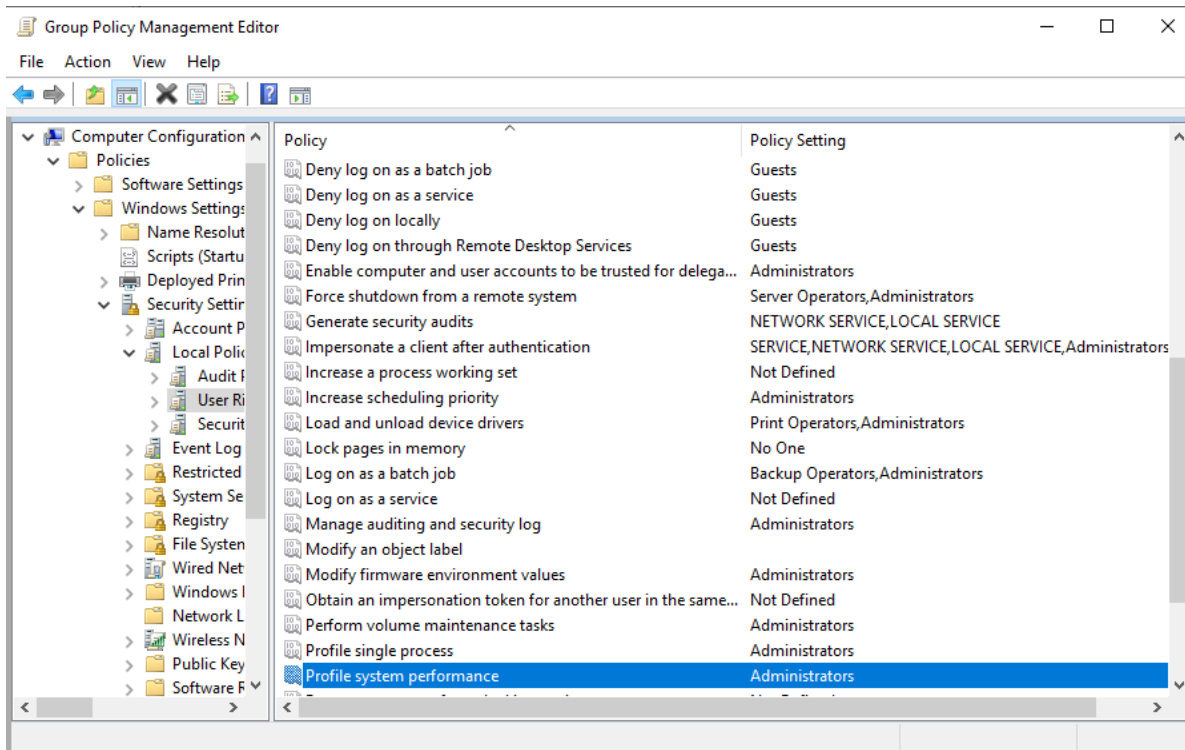 Group Policy Management Editor
File Action View Help
Computer Configuration
Policies
Software Settings
Windows Settings
Name Resolut
Scripts (Startu
Deployed Prin
Security Settin
Account P
Local Polic
Audit P
User Ri
Securit
Event Log
Restricted
System Se
Registry
File System
Wired Net
Windows
Network L
Wireless N
Public Key
Software R
Policy Policy Setting
Deny log on as a batch job Guests
Deny log on as a service Guests
Deny log on locally Guests
Deny log on through Remote Desktop Services Guests
Enable computer and user accounts to be trusted for delega... Administrators
Force shutdown from a remote system Server Operators,Administrators
Generate security audits NETWORK SERVICE,LOCAL SERVICE
Impersonate a client after authentication SERVICE,NETWORK SERVICE,LOCAL SERVICE,Administrators
Increase a process working set Not Defined
Increase scheduling priority Administrators
Load and unload device drivers Print Operators,Administrators
Lock pages in memory No One
Log on as a batch job Backup Operators,Administrators
Log on as a service Not Defined
Manage auditing and security log Administrators
Modify an object label
Modify firmware environment values Administrators
Obtain an impersonation token for another user in the same... Not Defined
Perform volume maintenance tasks Administrators
Profile single process Administrators
Profile system performance Administrators